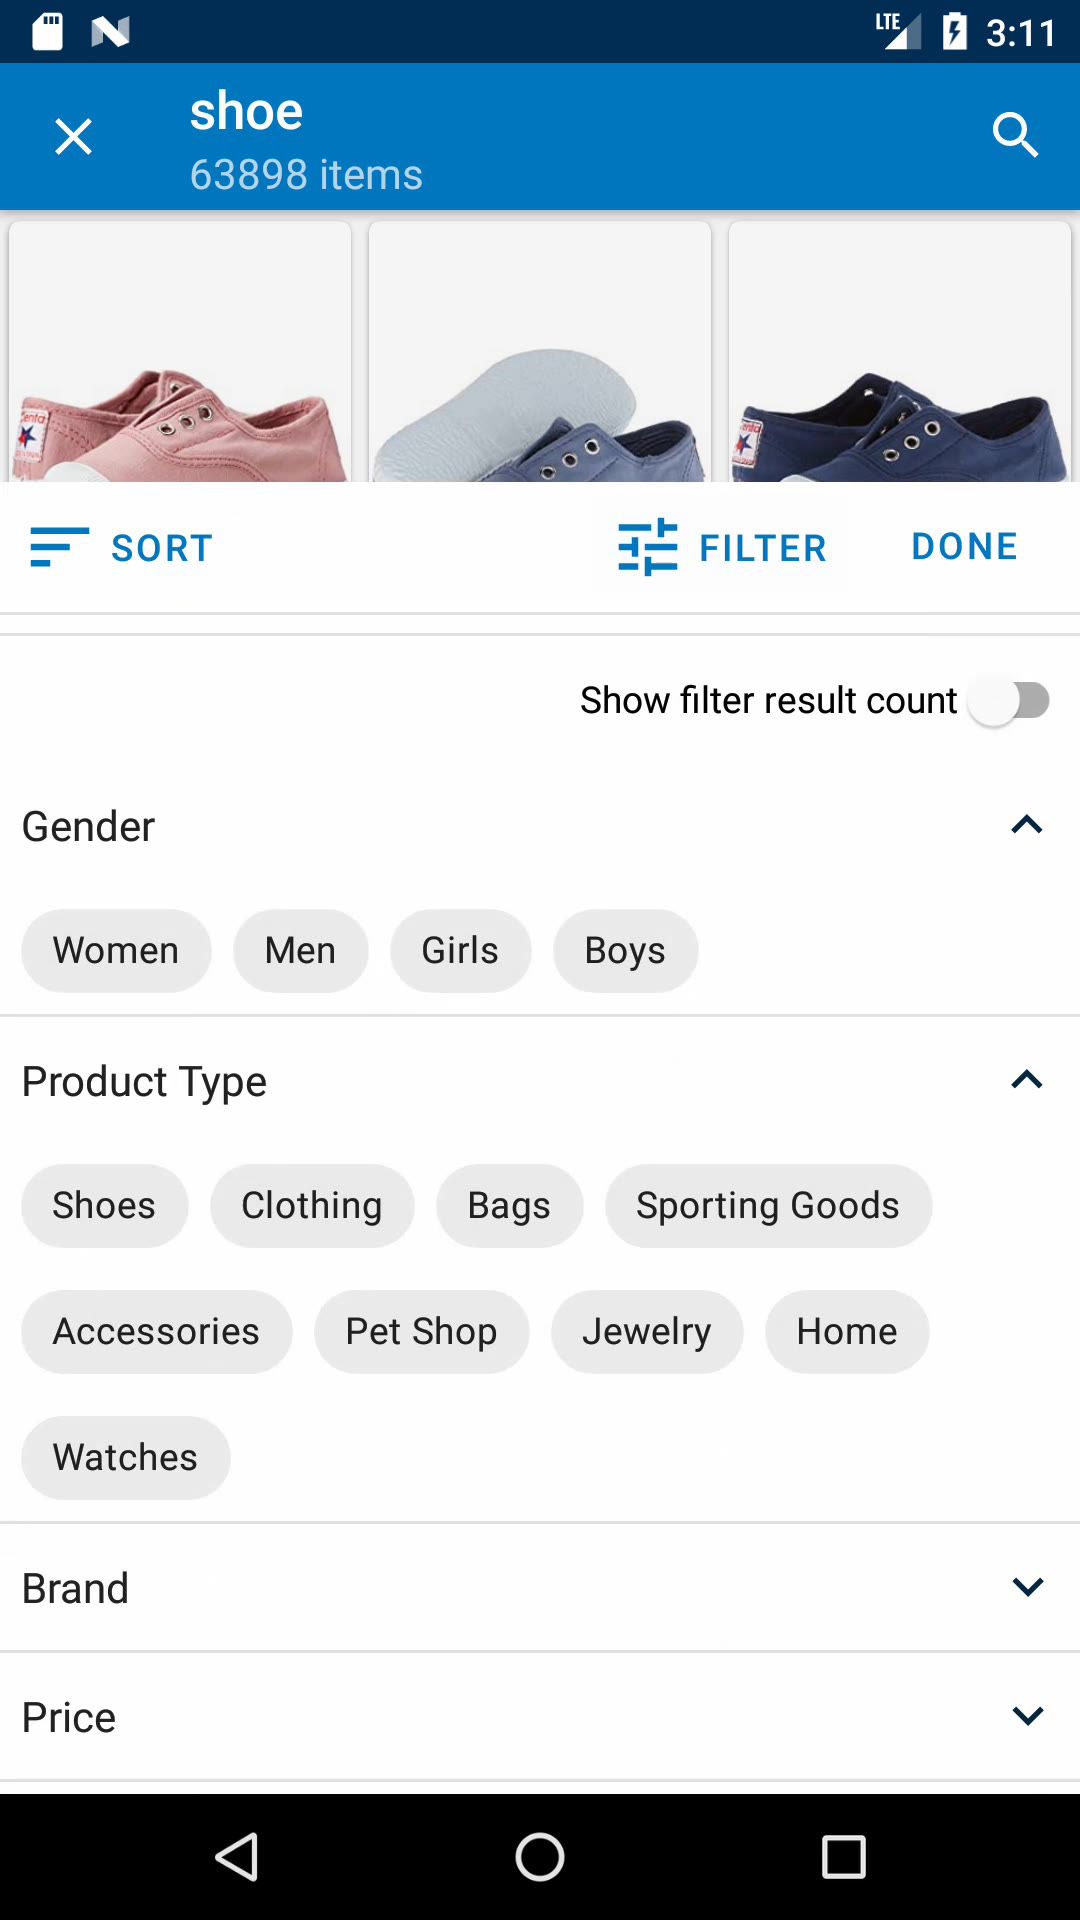 LTE 3:11
shoe
63898 items
SORT FILTER DONE
Show filter result count
Gender
Women Men Girls Boys
Product Type
Shoes Clothing Bags Sporting Goods
Accessories Pet Shop Jewelry Home
Watches
Brand
Price